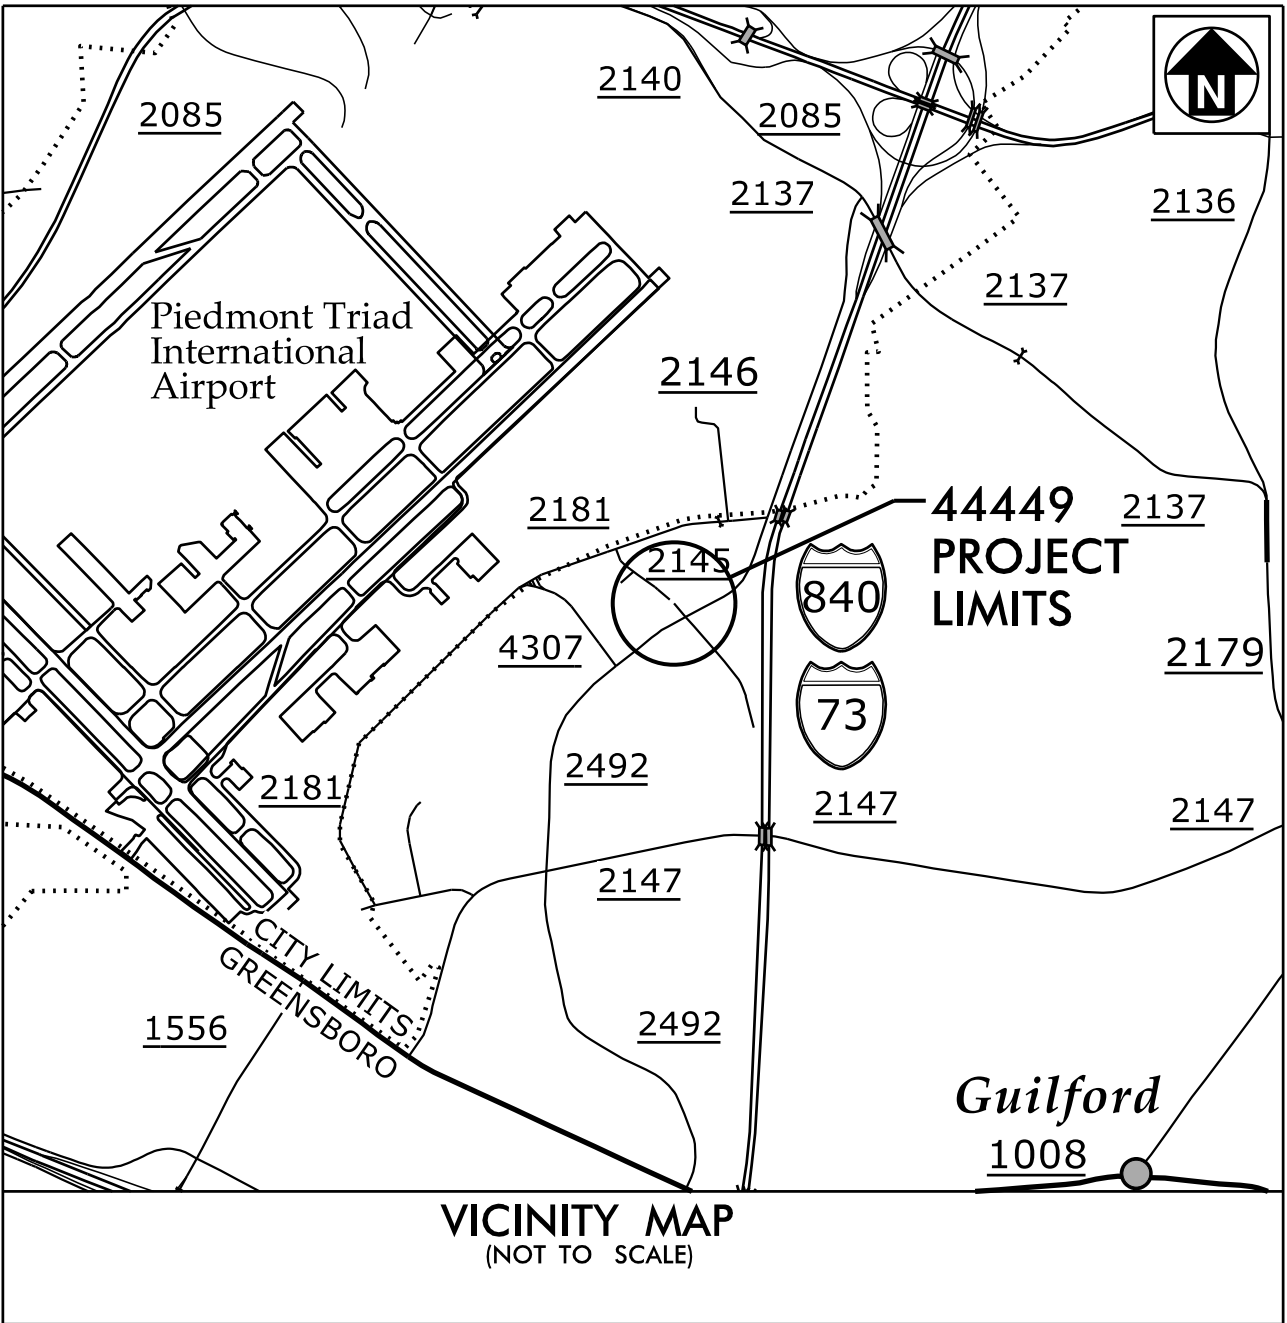 2140
2085
2085
N
2137
2136
2137
Piedmont Triad
International
Airport
2146
2181
44449
PROJECT
LIMITS
2137
2145
840
4307
2179
73
2492
2181
2147
2147
2147
CITY LIMITS
GREENSBORO
1556
2492
Guilford
1008
VICINITY MAP
(NOT TO SCALE)